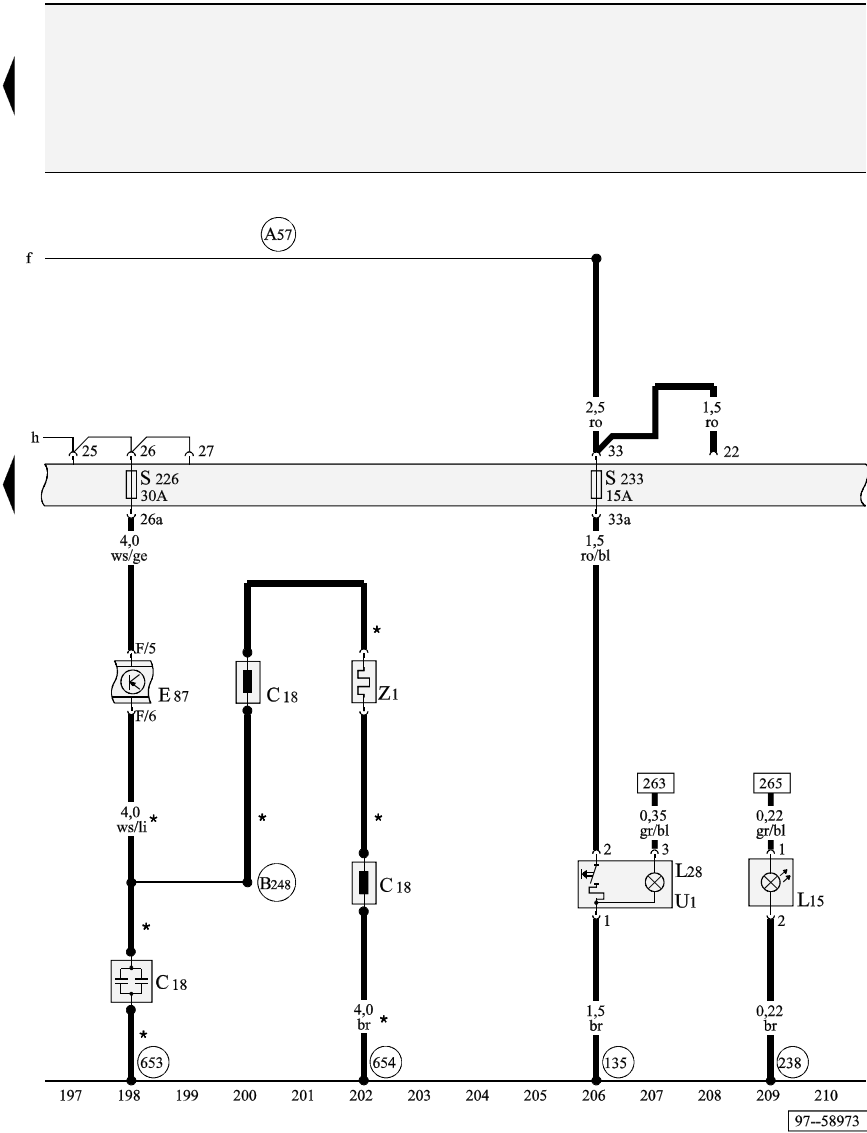 A57
f
2,5
ro
1,5
ro
h
25
26
27
33
22
S 226
30A
S 233
15A
26a
33a
4,0
ws/ge
1,5
ro/bl
*
F/5
E 87
C 18
Z1
F/6
263
265
4,0
ws/li *
*
*
0,35
gr/bl
0,22
gr/bl
2
3
1
B248
C 18
L28
U1
L15
*
1
2
C 18
4,0
br *
1,5
br
0,22
br
*
653
654
135
238
197 198 199 200 201 202 203 204 205 206 207 208 209 210
97--58973